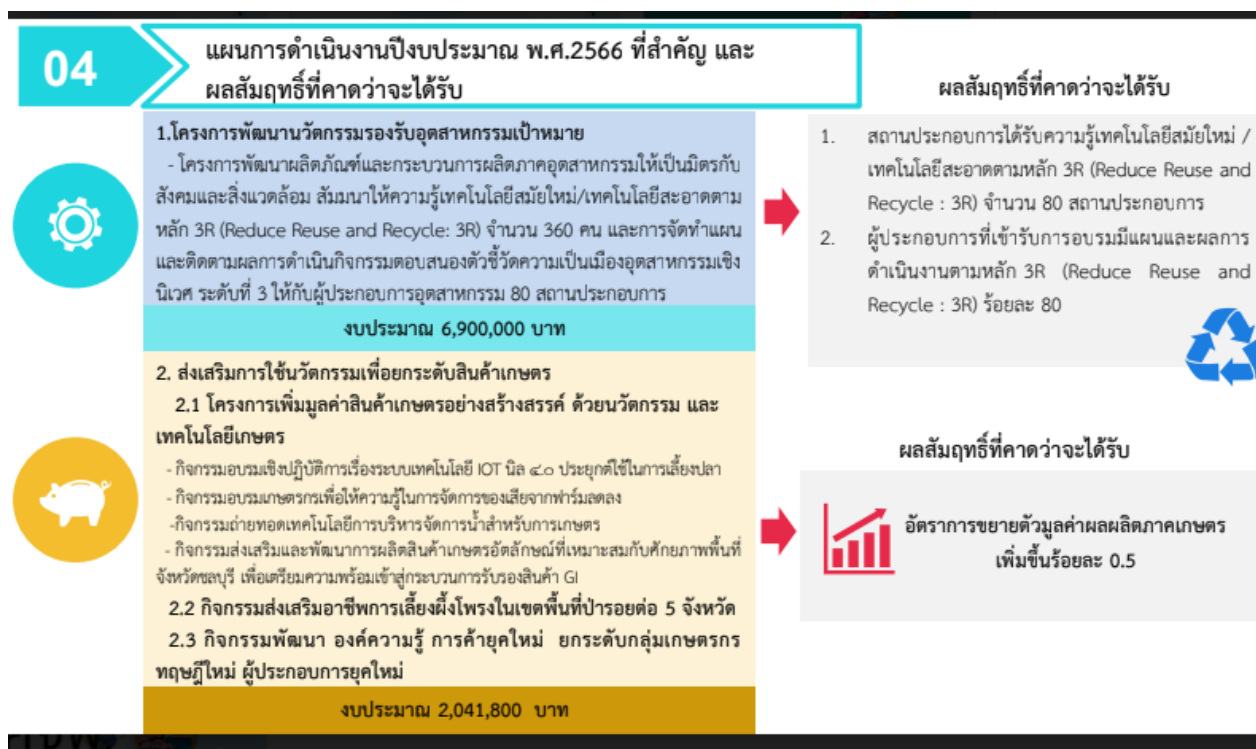 04
แผนการดำเนินงานปีงบประมาณ พ.ศ.2566 ที่สำคัญ และ
ผลสัมฤทธิ์ที่คาดว่าจะได้รับ
1.โครงการพัฒนานวัตกรรมรองรับอุตสาหกรรมเป้าหมาย
- โครงการพัฒนาผลิตภัณฑ์และกระบวนการผลิตภาคอุตสาหกรรมให้เป็นมิตรกับ
สังคมและสิ่งแวดล้อม สัมมนาให้ความรู้เทคโนโลยีสมัยใหม่/เทคโนโลยีสะอาดตาม
หลัก 3R (Reduce Reuse and Recycle: 3R) จำนวน 360 คน และการจัดทำแผน
และติดตามผลการดำเนินกิจกรรมตอบสนองตัวชี้วัดความเป็นเมืองอุตสาหกรรมเชิง
นิเวศ ระดับที่ 3 ให้กับผู้ประกอบการอุตสาหกรรม 80 สถานประกอบการ
งบประมาณ 6,900,000 บาท
ผลสัมฤทธิ์ที่คาดว่าจะได้รับ
1. สถานประกอบการได้รับความรู้เทคโนโลยีสมัยใหม่ /
เทคโนโลยีสะอาดตามหลัก 3R (Reduce Reuse and
Recycle : 3R) จำนวน 80 สถานประกอบการ
2. ผู้ประกอบการที่เข้ารับการอบรมมีแผนและผลการ
ดำเนินงานตามหลัก 3R (Reduce Reuse and
Recycle : 3R) ร้อยละ 80
2. ส่งเสริมการใช้นวัตกรรมเพื่อยกระดับสินค้าเกษตร
2.1 โครงการเพิ่มมูลค่าสินค้าเกษตรอย่างสร้างสรรค์ ด้วยนวัตกรรม และ
เทคโนโลยีเกษตร
- กิจกรรมอบรมเชิงปฏิบัติการเรื่องระบบเทคโนโลยี IOT นิล ๔.๐ ประยุกต์ใช้ในการเลี้ยงปลา
- กิจกรรมอบรมเกษตรกรเพื่อให้ความรู้ในการจัดการของเสียจากฟาร์มลดลง
-กิจกรรมถ่ายทอดเทคโนโลยีการบริหารจัดการน้ำสำหรับการเกษตร
- กิจกรรมส่งเสริมและพัฒนาการผลิตสินค้าเกษตรอัตลักษณ์ที่เหมาะสมกับศักยภาพพื้นที่
จังหวัดชลบุรี เพื่อเตรียมความพร้อมเข้าสู่กระบวนการรับรองสินค้า GI
2.2 กิจกรรมส่งเสริมอาชีพการเลี้ยงผึ้งโพรงในเขตพื้นที่ป่ารอยต่อ 5 จังหวัด
2.3 กิจกรรมพัฒนา องค์ความรู้ การค้ายุคใหม่ ยกระดับกลุ่มเกษตรกร
ทฤษฎีใหม่ ผู้ประกอบการยุคใหม่
งบประมาณ 2,041,800 บาท
ผลสัมฤทธิ์ที่คาดว่าจะได้รับ
อัตราการขยายตัวมูลค่าผลผลิตภาคเกษตร
เพิ่มขึ้นร้อยละ 0.5